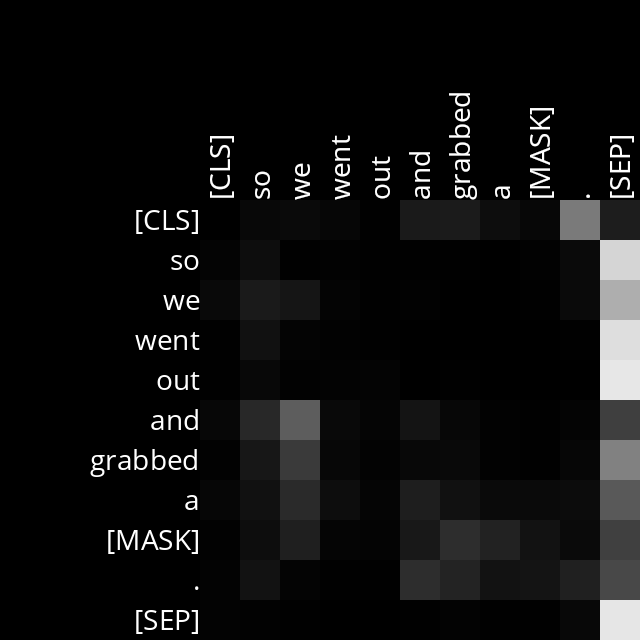 [CLS] so we went out and grabbed a [MASK] . [SEP]
[CLS]
so
we
went
out
and
grabbed
a
[MASK]
.
[SEP]